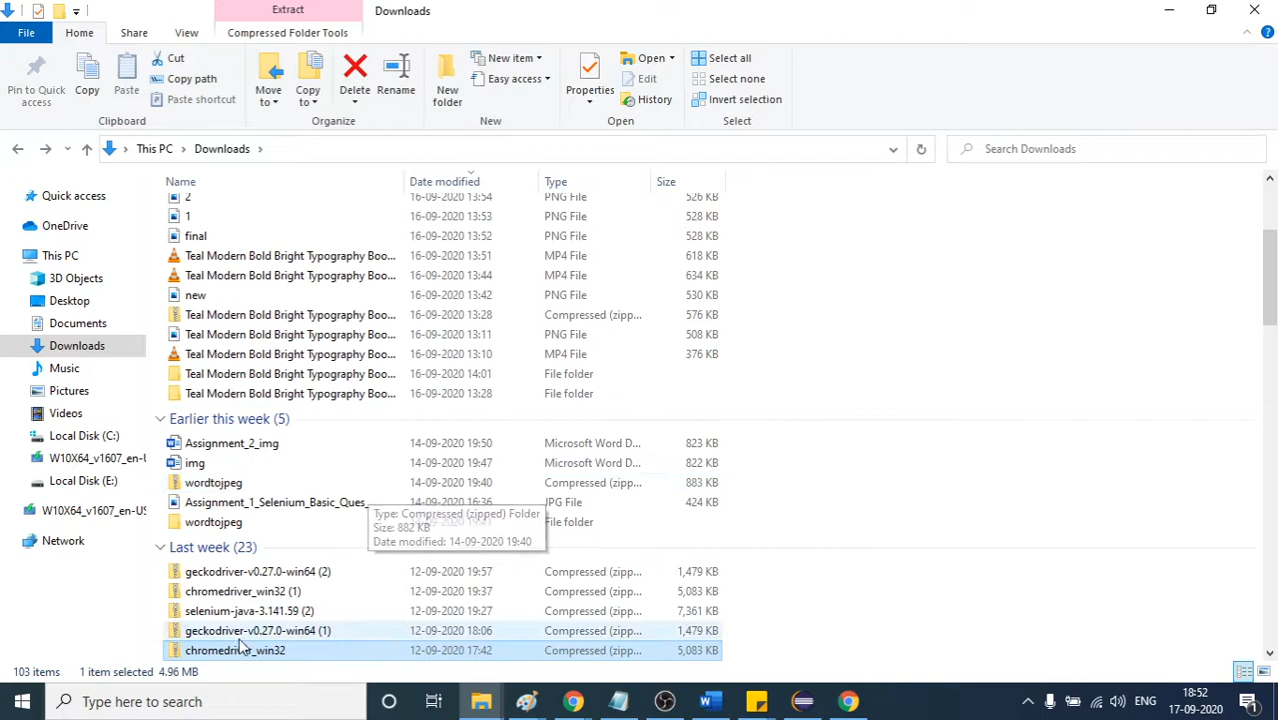 Extract
Downloads
File Home Share View Compressed Folder Tools
Pin to Quick access
Copy
Paste
Cut
Copy path
Paste shortcut
Clipboard
Move to
Copy to
Delete
Rename
Organize
New folder
New item
Easy access
New
Properties
Open
Edit
History
Open
Select all
Select none
Invert selection
Select
This PC Downloads
Search Downloads
Quick access
OneDrive
This PC
3D Objects
Desktop
Documents
Downloads
Music
Pictures
Videos
Local Disk (C:)
W10X64_v1607_en-U
Local Disk (E:)
W10X64_v1607_en-US
Network
Name Date modified Type Size
2 16-09-2020 13:54 PNG File 526 KB
1 16-09-2020 13:53 PNG File 528 KB
final 16-09-2020 13:52 PNG File 528 KB
Teal Modern Bold Bright Typography Boo... 16-09-2020 13:51 MP4 File 618 KB
Teal Modern Bold Bright Typography Boo... 16-09-2020 13:44 MP4 File 634 KB
new 16-09-2020 13:42 PNG File 530 KB
Teal Modern Bold Bright Typography Boo... 16-09-2020 13:28 Compressed (zipp... 576 KB
Teal Modern Bold Bright Typography Boo... 16-09-2020 13:11 PNG File 508 KB
Teal Modern Bold Bright Typography Boo... 16-09-2020 13:10 MP4 File 376 KB
Teal Modern Bold Bright Typography Boo... 16-09-2020 14:01 File folder
Teal Modern Bold Bright Typography Boo... 16-09-2020 13:28 File folder
Earlier this week (5)
Assignment_2_img 14-09-2020 19:50 Microsoft Word D... 823 KB
img 14-09-2020 19:47 Microsoft Word D... 822 KB
wordtojpeg 14-09-2020 19:40 Compressed (zipp... 883 KB
Assignment_1_Selenium_Basic_Ques_ 14-09-2020 16:36 JPG File 424 KB
wordtojpeg 14-09-2020 19:41 File folder
Type: Compressed (zipped) Folder
Size: 882 KB
Date modified: 14-09-2020 19:40
Last week (23)
geckodriver-v0.27.0-win64 (2) 12-09-2020 19:57 Compressed (zipp... 1,479 KB
chromedriver_win32 (1) 12-09-2020 19:37 Compressed (zipp... 5,083 KB
selenium-java-3.141.59 (2) 12-09-2020 19:27 Compressed (zipp... 7,361 KB
geckodriver-v0.27.0-win64 (1) 12-09-2020 18:06 Compressed (zipp... 1,479 KB
chromedriver_win32 12-09-2020 17:42 Compressed (zipp... 5,083 KB
103 items 1 item selected 4.96 MB
Type here to search
ENG
18:52
17-09-2020
1